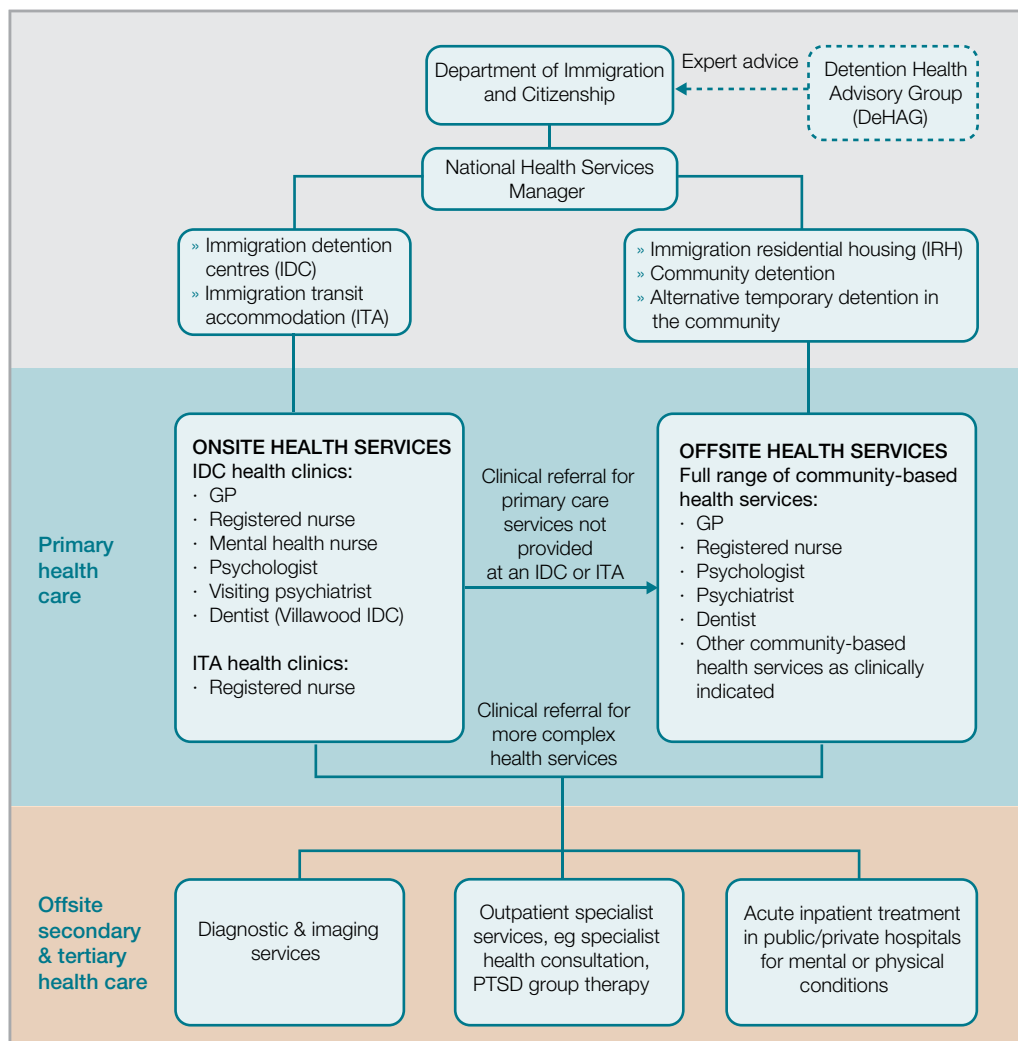 Department of Immigration
and Citizenship
Expert advice
Detention Health
Advisory Group
(DeHAG)
National Health Services
Manager
» Immigration detention
centres (IDC)
» Immigration transit
accommodation (ITA)
» Immigration residential housing (IRH)
» Community detention
» Alternative temporary detention in
the community
Primary
health
care
ONSITE HEALTH SERVICES
IDC health clinics:
· GP
· Registered nurse
· Mental health nurse
· Psychologist
· Visiting psychiatrist
· Dentist (Villawood IDC)
ITA health clinics:
· Registered nurse
Clinical referral for
primary care
services not
provided
at an IDC or ITA
OFFSITE HEALTH SERVICES
Full range of community-based
health services:
· GP
· Registered nurse
· Psychologist
· Psychiatrist
· Dentist
· Other community-based
health services as clinically
indicated
Clinical referral for
more complex
health services
Offsite
secondary
& tertiary
health care
Diagnostic & imaging
services
Outpatient specialist
services, eg specialist
health consultation,
PTSD group therapy
Acute inpatient treatment
in public/private hospitals
for mental or physical
conditions